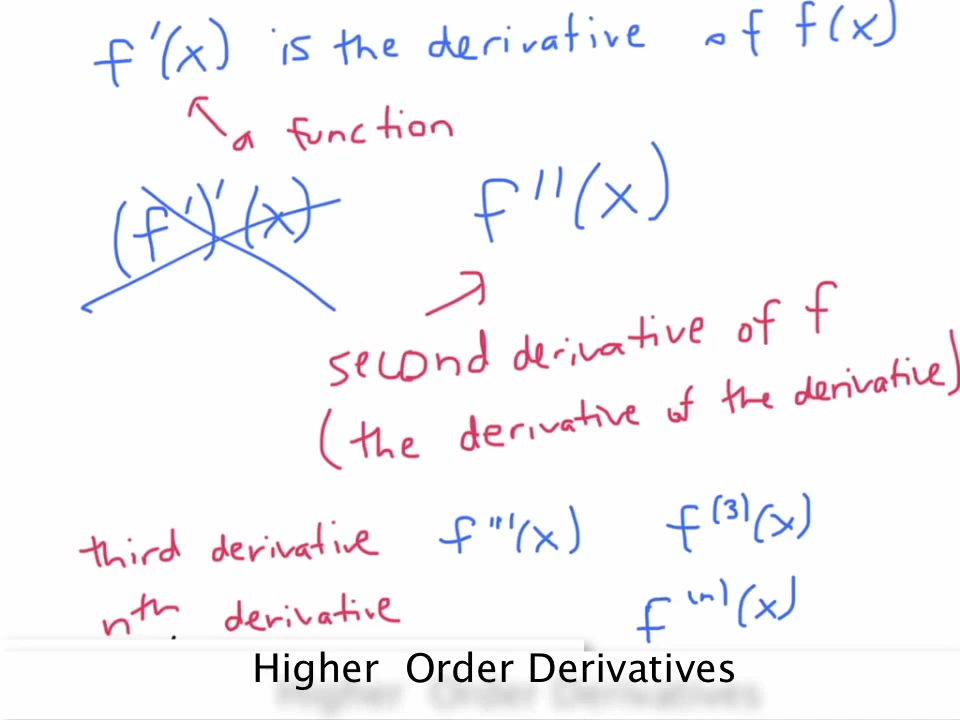 f'(x) is the derivative of f(x)
a function
(f')'(x) f''(x)
second derivative of f
(the derivative of the derivative)
third derivative f'''(x) f^(3)(x)
n^th derivative f^(n)(x)
Higher Order Derivatives